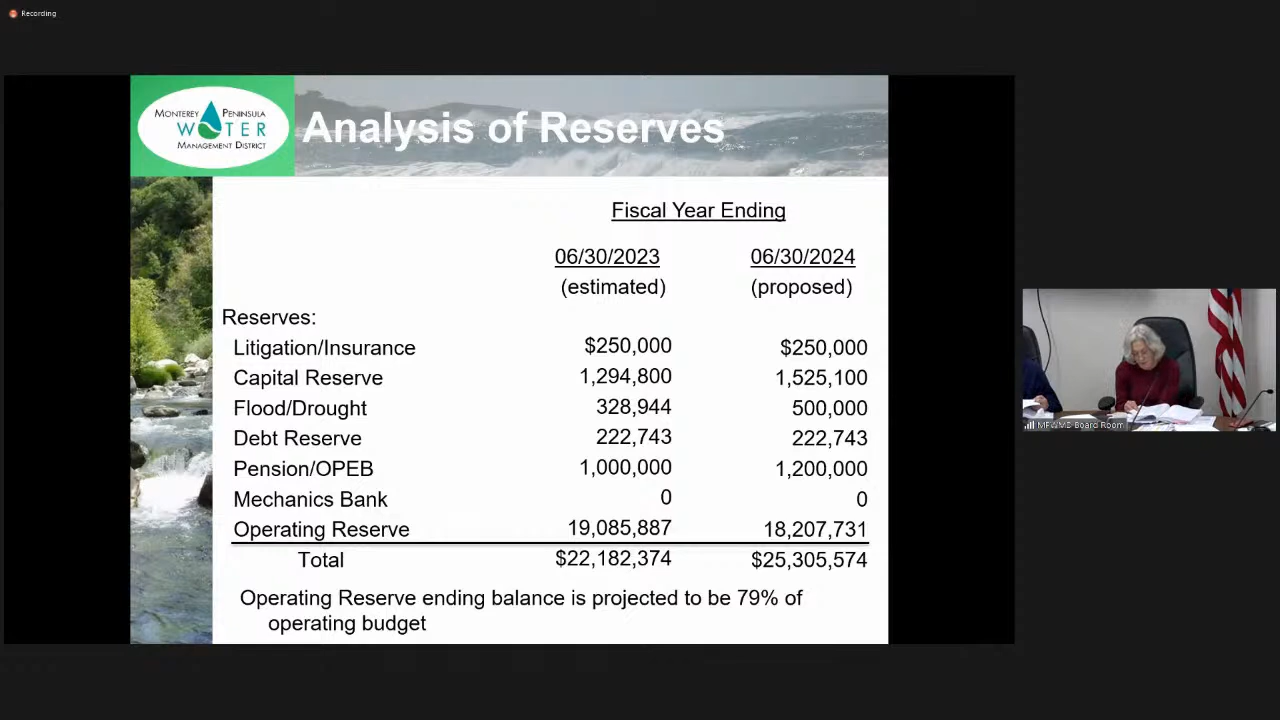 Recording
MONTEREY PENINSULA
WATER
MANAGEMENT DISTRICT
Analysis of Reserves
Fiscal Year Ending
06/30/2023 06/30/2024
(estimated) (proposed)
Reserves:
Litigation/Insurance $250,000 $250,000
Capital Reserve 1,294,800 1,525,100
Flood/Drought 328,944 500,000
Debt Reserve 222,743 222,743
Pension/OPEB 1,000,000 1,200,000
Mechanics Bank 0 0
Operating Reserve 19,085,887 18,207,731
Total $22,182,374 $25,305,574
Operating Reserve ending balance is projected to be 79% of
operating budget
Board Room